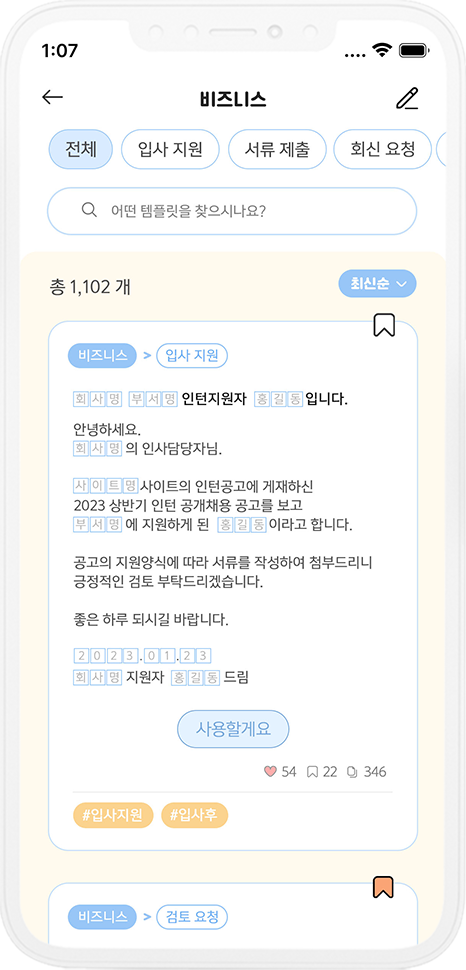 1:07
비즈니스
전체 입사 지원 서류 제출 회신 요청
어떤 템플릿을 찾으시나요?
총 1,102 개 최신순
비즈니스 > 입사 지원
회사명 부서명 인턴지원자 홍길동 입니다.
안녕하세요.
회사명 의 인사담당자님.
사이트명 사이트의 인턴공고에 게재하신
2023 상반기 인턴 공개채용 공고를 보고
부서명 에 지원하게 된 홍길동 이라고 합니다.
공고의 지원양식에 따라 서류를 작성하여 첨부드리니
긍정적인 검토 부탁드리겠습니다.
좋은 하루 되시길 바랍니다.
2023.01.23
회사명 지원자 홍길동 드림
사용할게요
54 22 346
#입사지원 #입사후
비즈니스 > 검토 요청